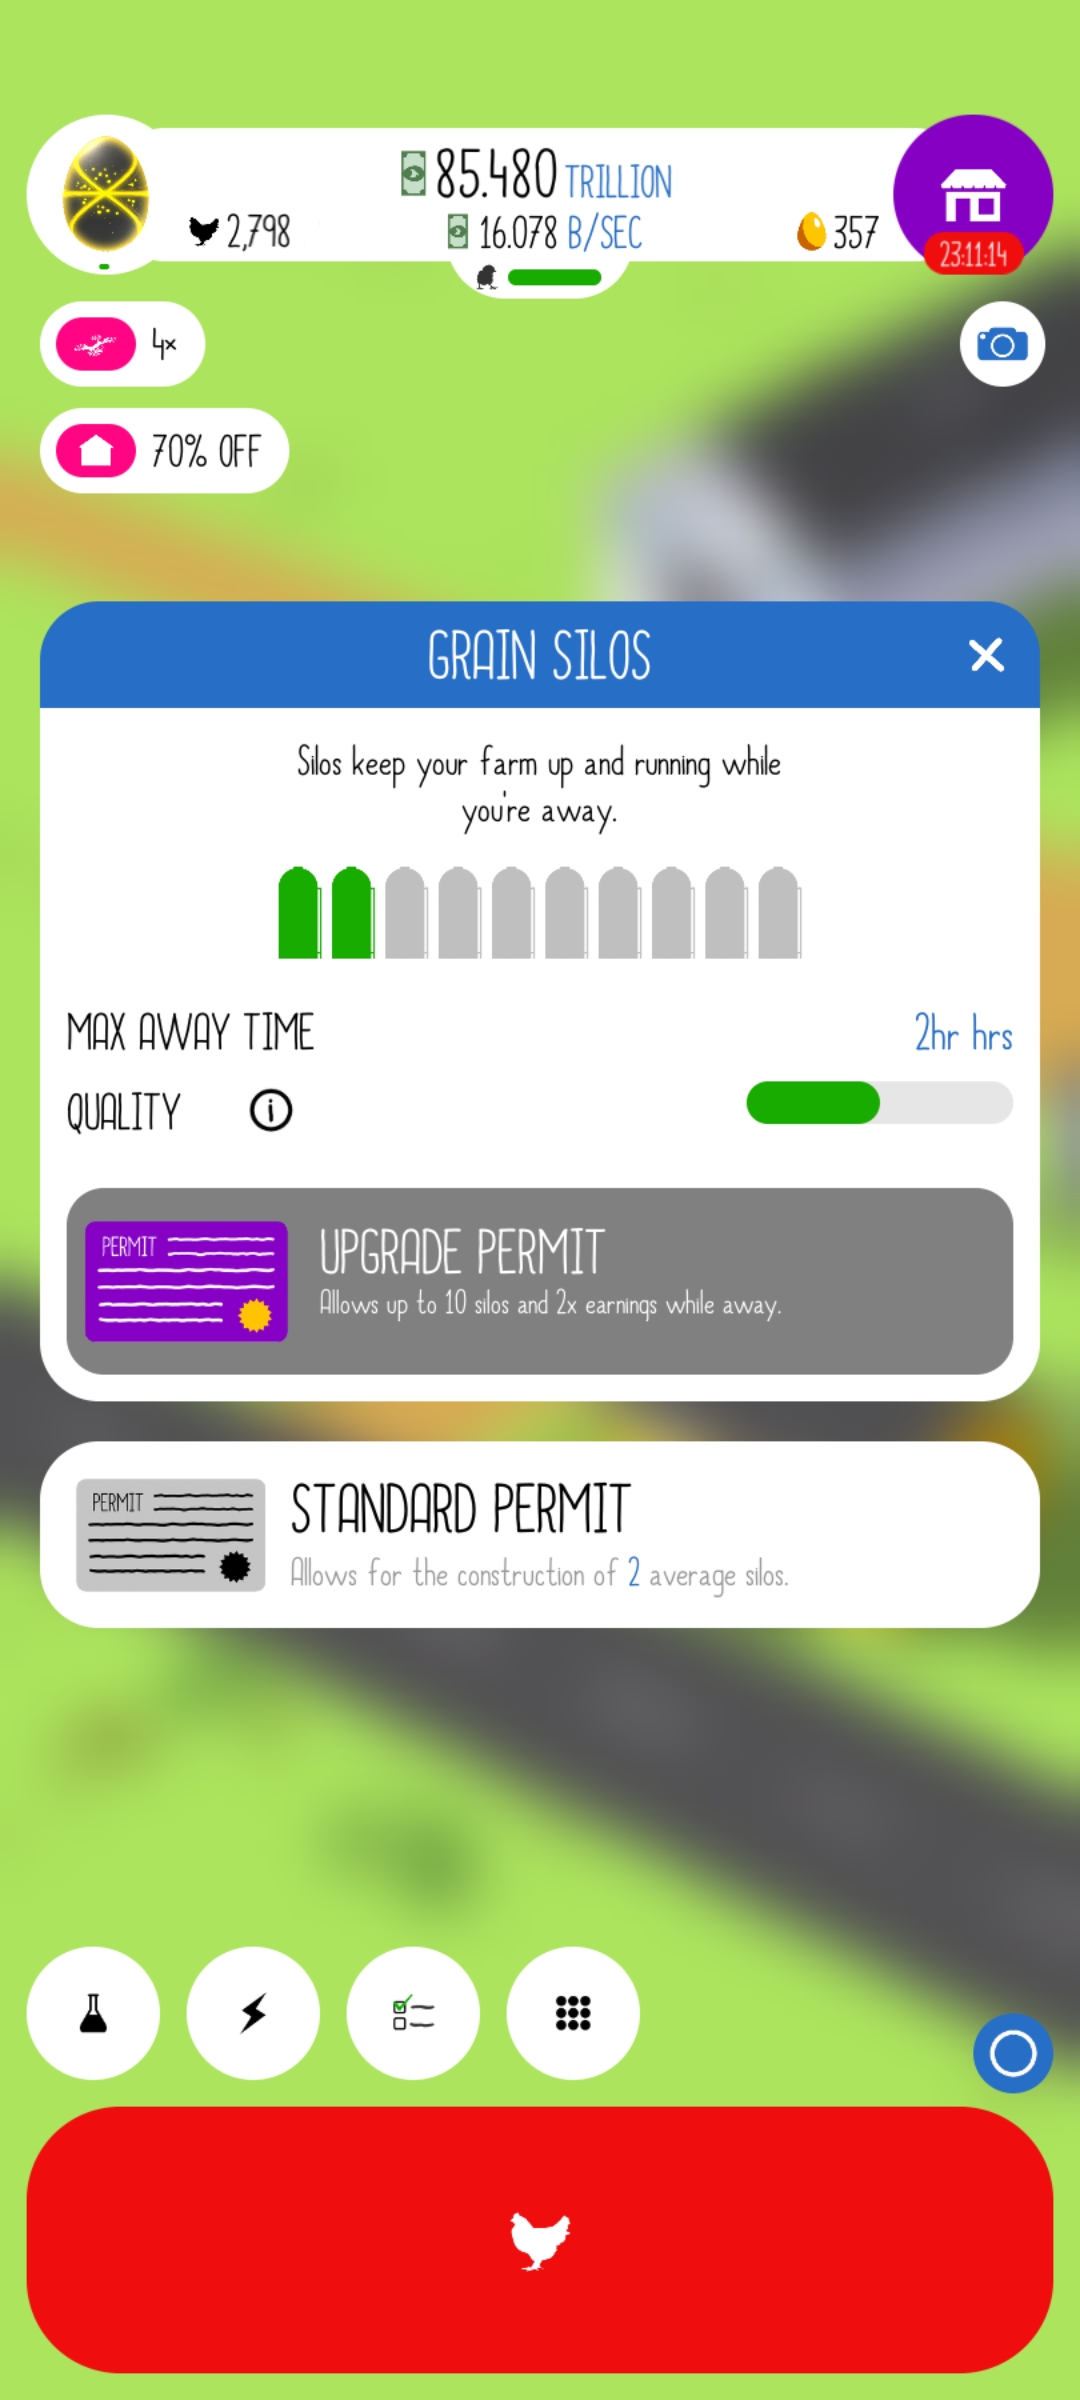 85.480 TRILLION
2,798
16.078 B/SEC
357
23:11:14
4x
70% OFF
GRAIN SILOS
Silos keep your farm up and running while
you're away.
MAX AWAY TIME
2hr hrs
QUALITY
i
PERMIT
UPGRADE PERMIT
Allows up to 10 silos and 2x earnings while away.
PERMIT
STANDARD PERMIT
Allows for the construction of 2 average silos.